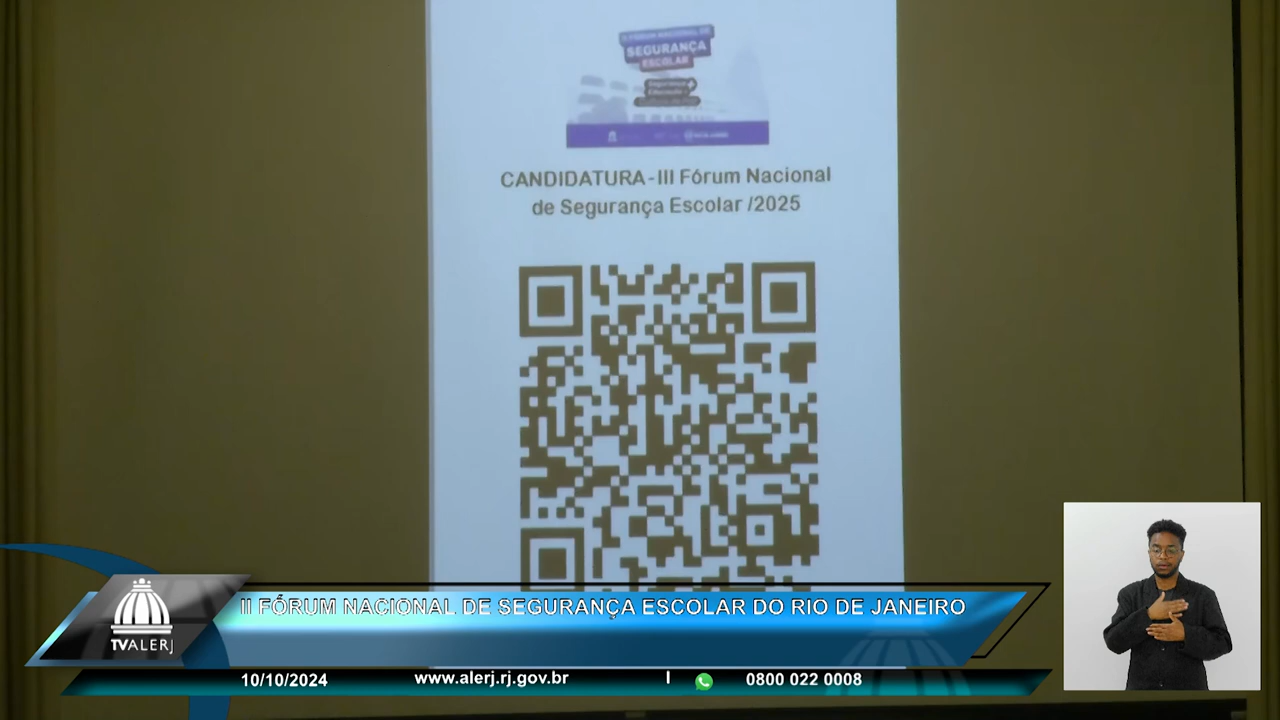 II FÓRUM NACIONAL DE
SEGURANÇA
ESCOLAR
CANDIDATURA - III Fórum Nacional
de Segurança Escolar /2025
II FÓRUM NACIONAL DE SEGURANÇA ESCOLAR DO RIO DE JANEIRO
TVALERJ
10/10/2024 www.alerj.rj.gov.br | 0800 022 0008